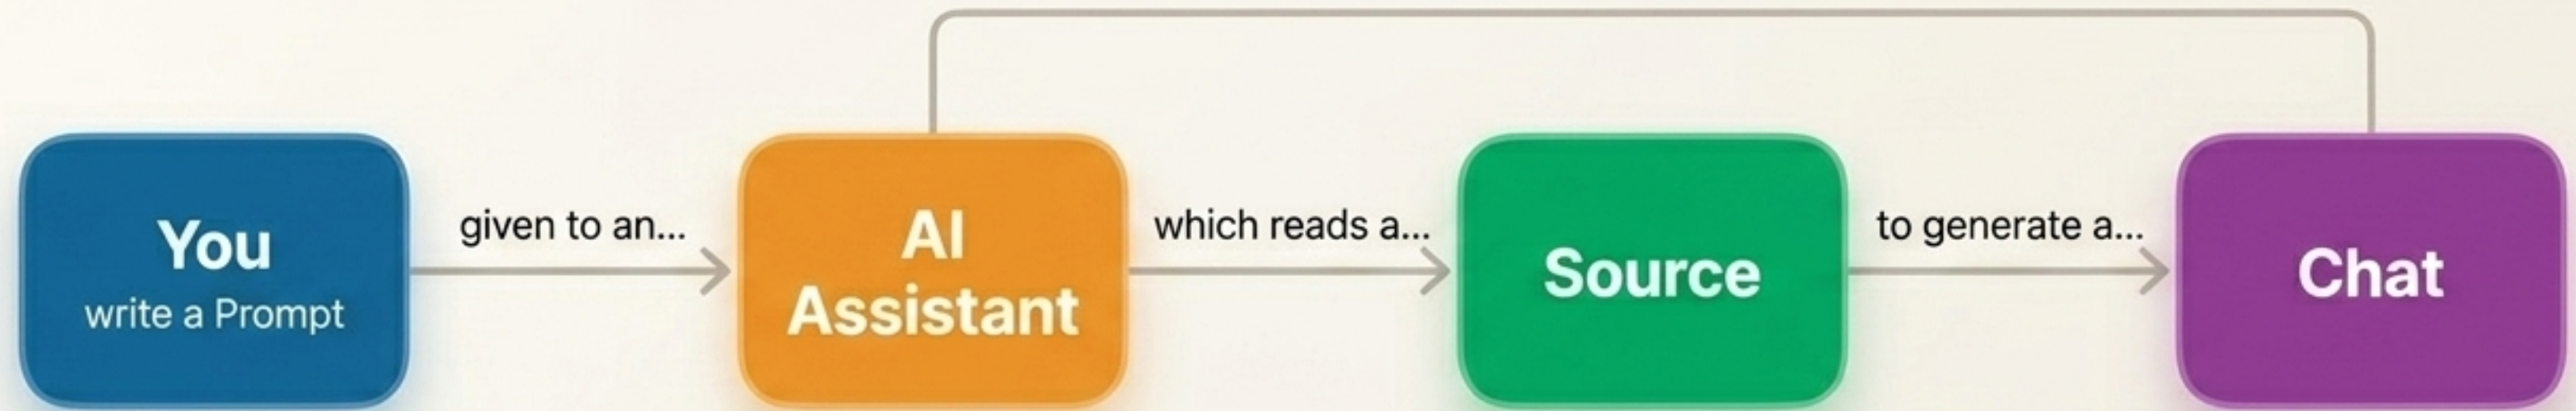 You
write a Prompt
given to an...
AI
Assistant
which reads a...
Source
to generate a...
Chat